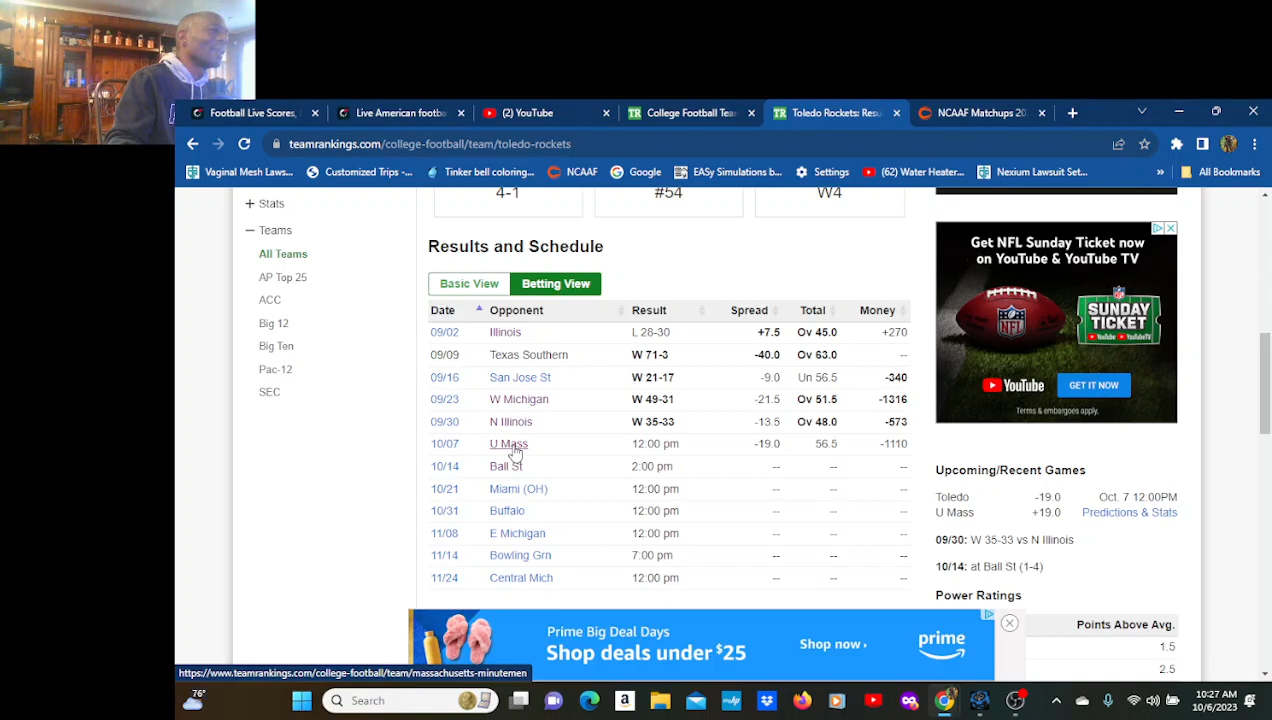 Football Live Scores,
Live American footba
(2) YouTube
College Football Tea
Toledo Rockets: Resu
NCAAF Matchups 20
teamrankings.com/college-football/team/toledo-rockets
Vaginal Mesh Laws...
Customized Trips -...
Tinker bell coloring...
NCAAF
Google
EASy Simulations b...
Settings
(62) Water Heater...
Nexium Lawsuit Set...
»
All Bookmarks
+ Stats
− Teams
All Teams
AP Top 25
ACC
Big 12
Big Ten
Pac-12
SEC
4-1 #54 W4
Results and Schedule
Basic View Betting View
Date Opponent Result Spread Total Money
09/02 Illinois L 28-30 +7.5 Ov 45.0 +270
09/09 Texas Southern W 71-3 -40.0 Ov 63.0 --
09/16 San Jose St W 21-17 -9.0 Un 56.5 -340
09/23 W Michigan W 49-31 -21.5 Ov 51.5 -1316
09/30 N Illinois W 35-33 -13.5 Ov 48.0 -573
10/07 U Mass 12:00 pm -19.0 56.5 -1110
10/14 Ball St 2:00 pm -- -- --
10/21 Miami (OH) 12:00 pm -- -- --
10/31 Buffalo 12:00 pm -- -- --
11/08 E Michigan 12:00 pm -- -- --
11/14 Bowling Grn 7:00 pm -- -- --
11/24 Central Mich 12:00 pm -- -- --
Get NFL Sunday Ticket now
on YouTube & YouTube TV
SUNDAY
TICKET
YouTube
GET IT NOW
Terms & embargoes apply.
Upcoming/Recent Games
Toledo -19.0 Oct. 7 12:00PM
U Mass +19.0 Predictions & Stats
09/30: W 35-33 vs N Illinois
10/14: at Ball St (1-4)
Power Ratings
Points Above Avg.
1.5
2.5
Prime Big Deal Days
Shop deals under $25
Shop now ›
prime
https://www.teamrankings.com/college-football/team/massachusetts-minutemen
76°
Search
10:27 AM
10/6/2023